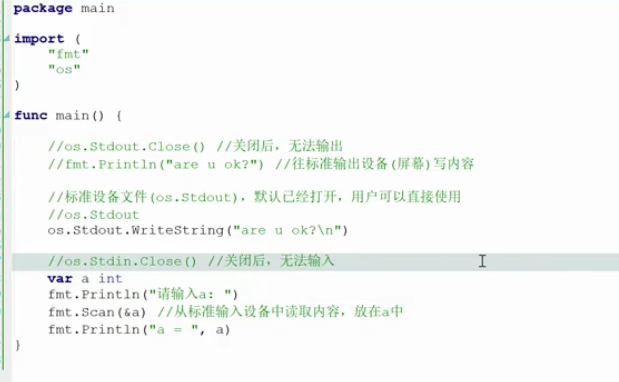 package main
import (
"fmt"
"os"
)
func main() {
//os.Stdout.Close() //关闭后，无法输出
//fmt.Println("are u ok?") //往标准输出设备(屏幕)写内容
//标准设备文件(os.Stdout)，默认已经打开，用户可以直接使用
//os.Stdout
os.Stdout.WriteString("are u ok?\n")
//os.Stdin.Close() //关闭后，无法输入
var a int
fmt.Println("请输入a: ")
fmt.Scan(&a) //从标准输入设备中读取内容，放在a中
fmt.Println("a = ", a)
}